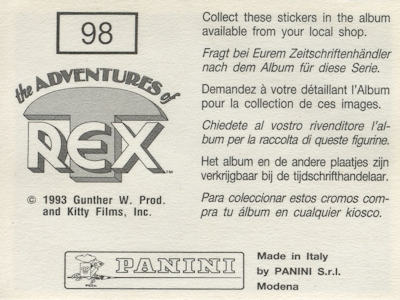 98
the ADVENTURES of
REX™
© 1993 Gunther W. Prod.
and Kitty Films, Inc.
Collect these stickers in the album
available from your local shop.
Fragt bei Eurem Zeitschriftenhändler
nach dem Album für diese Serie.
Demandez à votre détaillant l'Album
pour la collection de ces images.
Chiedete al vostro rivenditore l'al-
bum per la raccolta di queste figurine.
Het album en de andere plaatjes zijn
verkrijgbaar bij de tijdschrifthandelaar.
Para coleccionar estos cromos com-
pra tu álbum en cualquier kiosco.
PANINI
Made in Italy
by PANINI S.r.l.
Modena